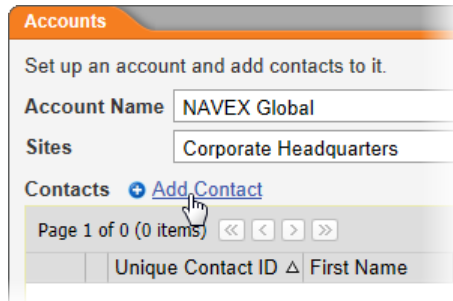 Accounts
Set up an account and add contacts to it.
Account Name NAVEX Global
Sites Corporate Headquarters
Contacts Add Contact
Page 1 of 0 (0 items)
Unique Contact ID First Name